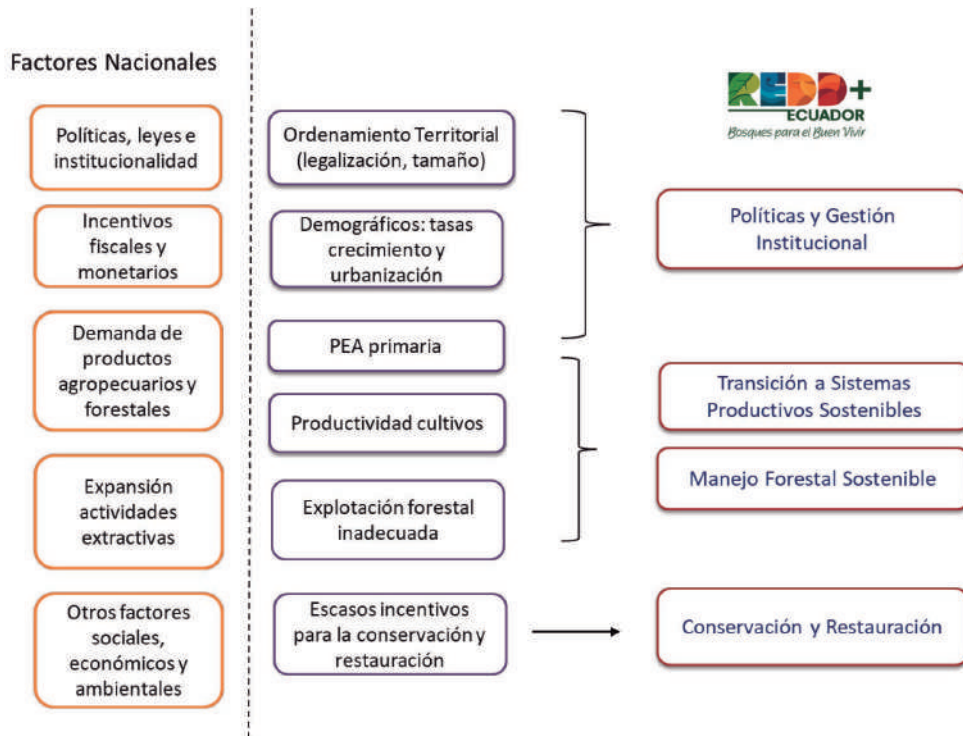 Factores Nacionales
Políticas, leyes e
institucionalidad
Incentivos
fiscales y
monetarios
Demanda de
productos
agropecuarios y
forestales
Expansión
actividades
extractivas
Otros factores
sociales,
económicos y
ambientales
Ordenamiento Territorial
(legalización, tamaño)
Demográficos: tasas
crecimiento y
urbanización
PEA primaria
Productividad cultivos
Explotación forestal
inadecuada
Escasos incentivos
para la conservación y
restauración
REDD+
ECUADOR
Bosques para el Buen Vivir
Políticas y Gestión
Institucional
Transición a Sistemas
Productivos Sostenibles
Manejo Forestal Sostenible
Conservación y Restauración